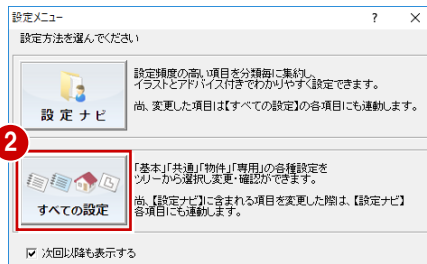 設定メニュー ? ×
設定方法を選んでください
設定ナビ
設定頻度の高い項目を分類毎に集約し、
イラストとアドバイス付きでわかりやすく設定できます。
尚、変更した項目は【すべての設定】の各項目にも連動します。
2
すべての設定
「基本」「共通」「物件」「専用」の各種設定を
ツリーから選択し変更・確認ができます。
尚、【設定ナビ】に含まれる項目を変更した際は、【設定ナビ】
各項目にも連動します。
次回以降も表示する